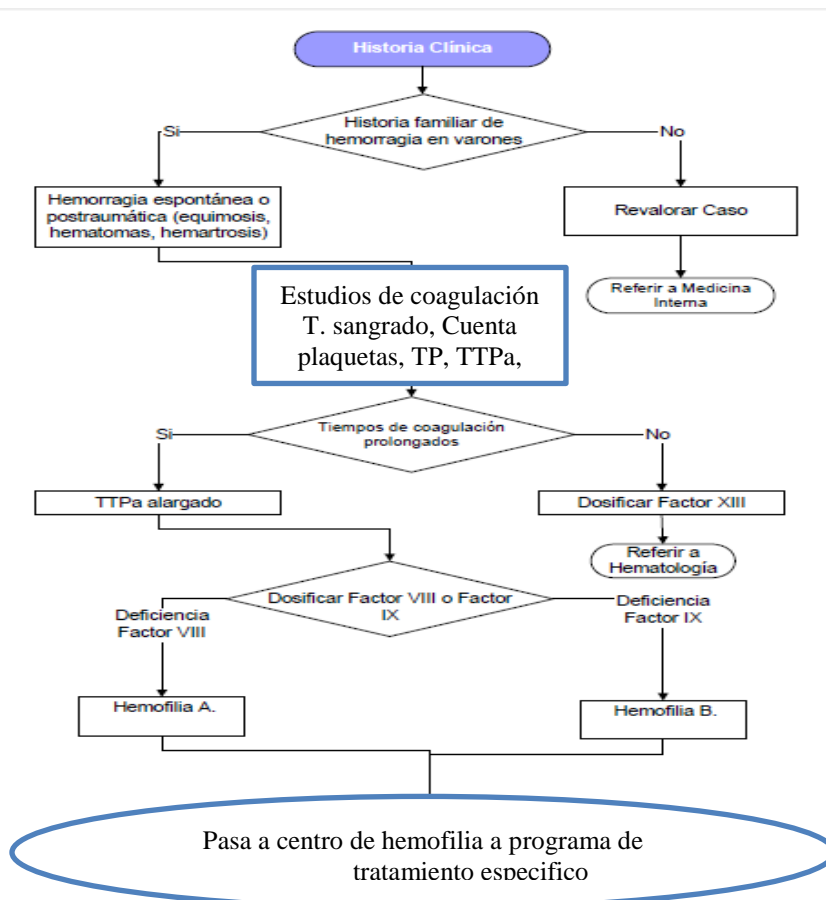 Historia Clínica
Historia familiar de
hemorragia en varones
Si
No
Hemorragia espontánea o
postraumática (equimosis,
hematomas, hemartrosis)
Revalorar Caso
Referir a Medicina
Interna
Estudios de coagulación
T. sangrado, Cuenta
plaquetas, TP, TTPa,
Tiempos de coagulación
prolongados
Si
No
TTPa alargado
Dosificar Factor XIII
Referir a
Hematología
Dosificar Factor VIII o Factor
IX
Deficiencia
Factor VIII
Deficiencia
Factor IX
Hemofilia A.
Hemofilia B.
Pasa a centro de hemofilia a programa de
tratamiento especifico